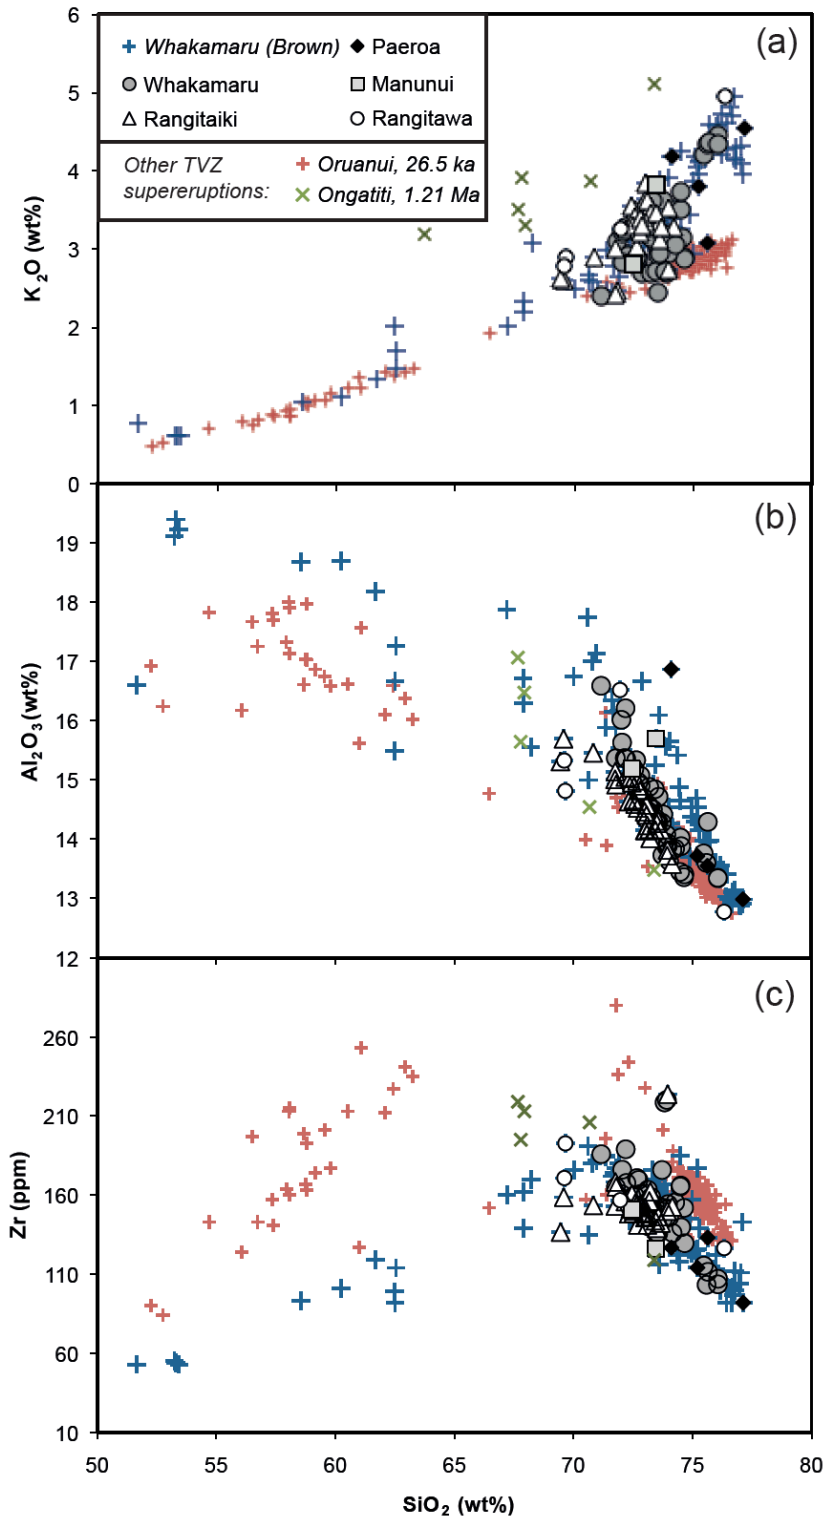 (a)
Whakamaru (Brown) Paeroa
Whakamaru Manunui
Rangitaiki Rangitawa
Other TVZ Oruanui, 26.5 ka
supereruptions: Ongatiti, 1.21 Ma
K2O (wt%)
6
5
4
3
2
1
0
(b)
Al2O3(wt%)
19
18
17
16
15
14
13
12
(c)
Zr (ppm)
260
210
160
110
60
10
50 55 60 65 70 75 80
SiO2 (wt%)